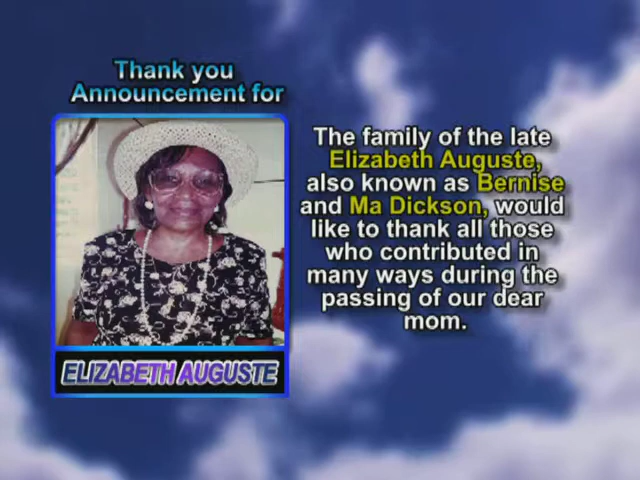 Thank you
Announcement for
ELIZABETH AUGUSTE
The family of the late
Elizabeth Auguste,
also known as Bernise
and Ma Dickson, would
like to thank all those
who contributed in
many ways during the
passing of our dear
mom.